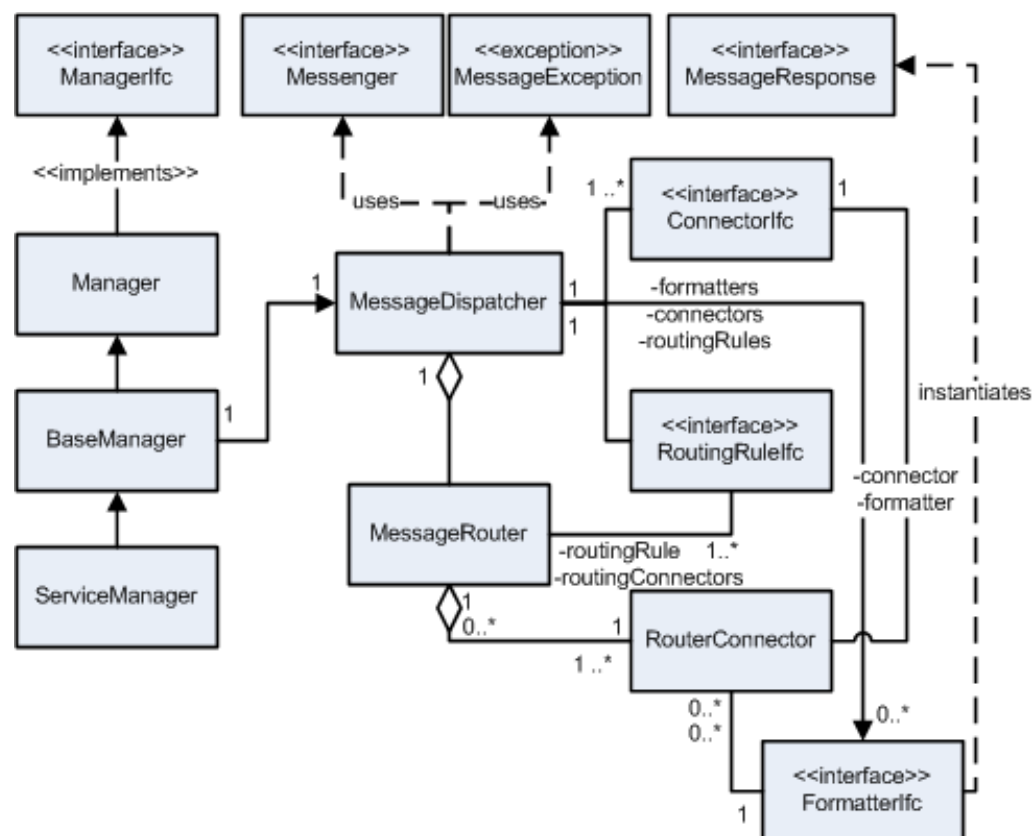 <<interface>>
ManagerIfc
<<interface>>
Messenger
<<exception>>
MessageException
<<interface>>
MessageResponse
<<implements>>
uses
uses
1 ..*
<<interface>>
ConnectorIfc
1
Manager
1
MessageDispatcher
1
1
-formatters
-connectors
-routingRules
1
BaseManager
1
<<interface>>
RoutingRuleIfc
instantiates
-connector
-formatter
MessageRouter
-routingRule
1..*
-routingConnectors
ServiceManager
1
0..*
1
1 ..*
RouterConnector
0..*
0..*
0..*
1
<<interface>>
FormatterIfc